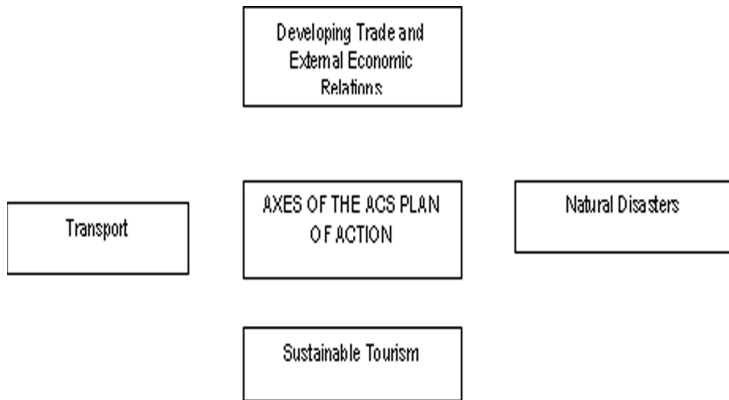 Developing Trade and
External Economic
Relations
AXES OF THE ACS PLAN
OF ACTION
Transport
Natural Disasters
Sustainable Tourism